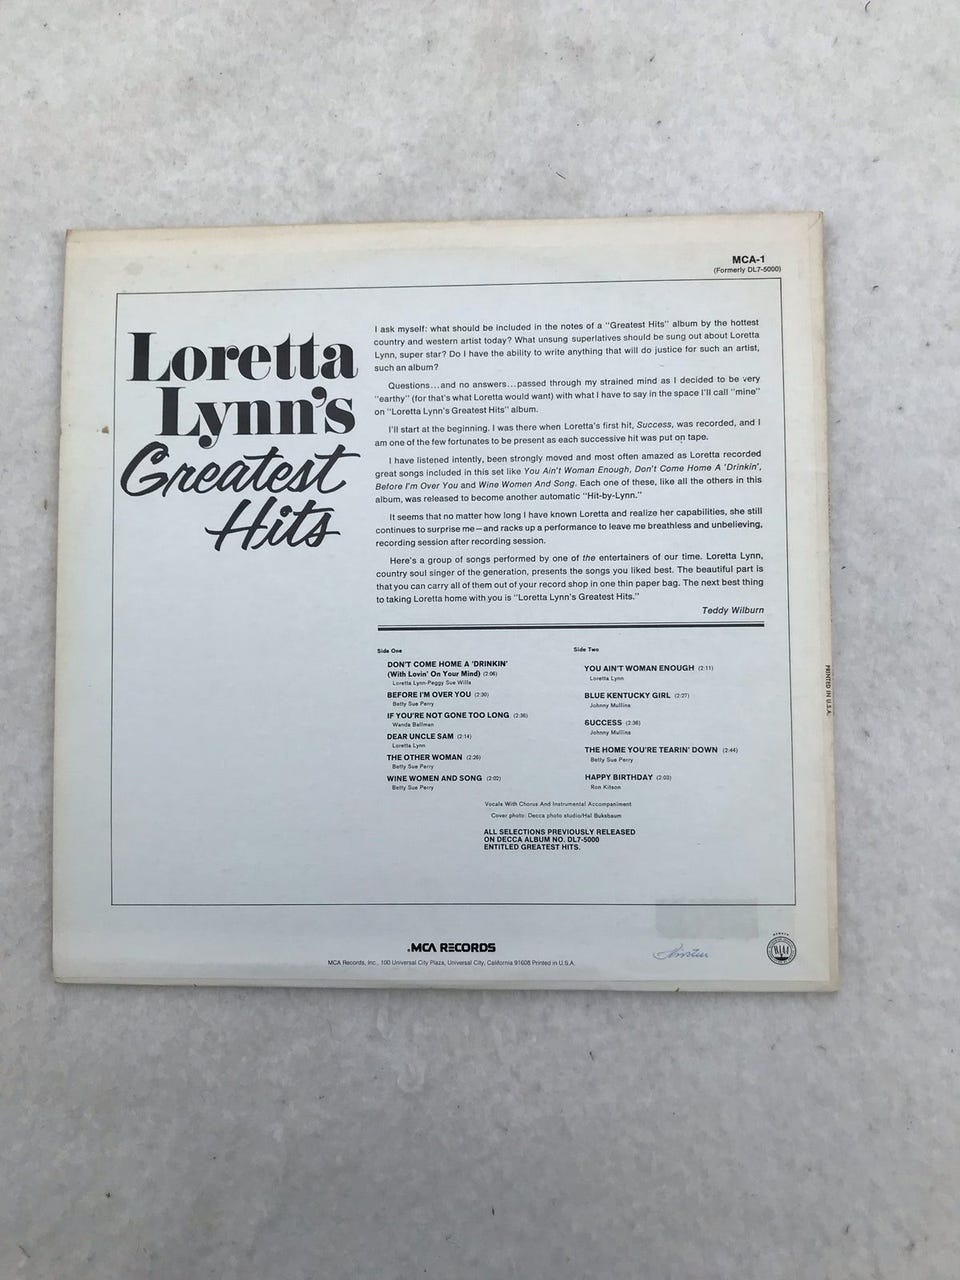 MCA-1
(Formerly DL7-5000)
Loretta
Lynn's
Greatest
Hits
I ask myself: what should be included in the notes of a "Greatest Hits" album by the hottest
country and western artist today? What unsung superlatives should be sung out about Loretta
Lynn, super star? Do I have the ability to write anything that will do justice for such an artist,
such an album?
Questions...and no answers...passed through my strained mind as I decided to be very
"earthy" (for that's what Loretta would want) with what I have to say in the space I'll call "mine"
on "Loretta Lynn's Greatest Hits" album.
I'll start at the beginning. I was there when Loretta's first hit, Success, was recorded, and I
am one of the few fortunates to be present as each successive hit was put on tape.
I have listened intently, been strongly moved and most often amazed as Loretta recorded
great songs included in this set like You Ain't Woman Enough, Don't Come Home A 'Drinkin',
Before I'm Over You and Wine Women And Song. Each one of these, like all the others in this
album, was released to become another automatic "Hit-by-Lynn."
It seems that no matter how long I have known Loretta and realize her capabilities, she still
continues to surprise me—and racks up a performance to leave me breathless and unbelieving,
recording session after recording session.
Here's a group of songs performed by one of the entertainers of our time. Loretta Lynn,
country soul singer of the generation, presents the songs you liked best. The beautiful part is
that you can carry all of them out of your record shop in one thin paper bag. The next best thing
to taking Loretta home with you is "Loretta Lynn's Greatest Hits."
Teddy Wilburn
Side One
DON'T COME HOME A 'DRINKIN'
(With Lovin' On Your Mind) (2:06)
Loretta Lynn-Peggy Sue Wills
BEFORE I'M OVER YOU (2:30)
Betty Sue Perry
IF YOU'RE NOT GONE TOO LONG (2:36)
Wanda Ballman
DEAR UNCLE SAM (2:14)
Loretta Lynn
THE OTHER WOMAN (2:26)
Betty Sue Perry
WINE WOMEN AND SONG (2:02)
Betty Sue Perry
Side Two
YOU AIN'T WOMAN ENOUGH (2:11)
Loretta Lynn
BLUE KENTUCKY GIRL (2:27)
Johnny Mullins
SUCCESS (2:36)
Johnny Mullins
THE HOME YOU'RE TEARIN' DOWN (2:44)
Betty Sue Perry
HAPPY BIRTHDAY (2:03)
Ron Kitson
Vocals With Chorus And Instrumental Accompaniment
Cover photo: Decca photo studio/Hal Buksbaum
ALL SELECTIONS PREVIOUSLY RELEASED
ON DECCA ALBUM NO. DL7-5000
ENTITLED GREATEST HITS.
PRINTED IN U.S.A.
MCA RECORDS
MCA Records, Inc., 100 Universal City Plaza, Universal City, California 91608 Printed in U.S.A.
RIAA